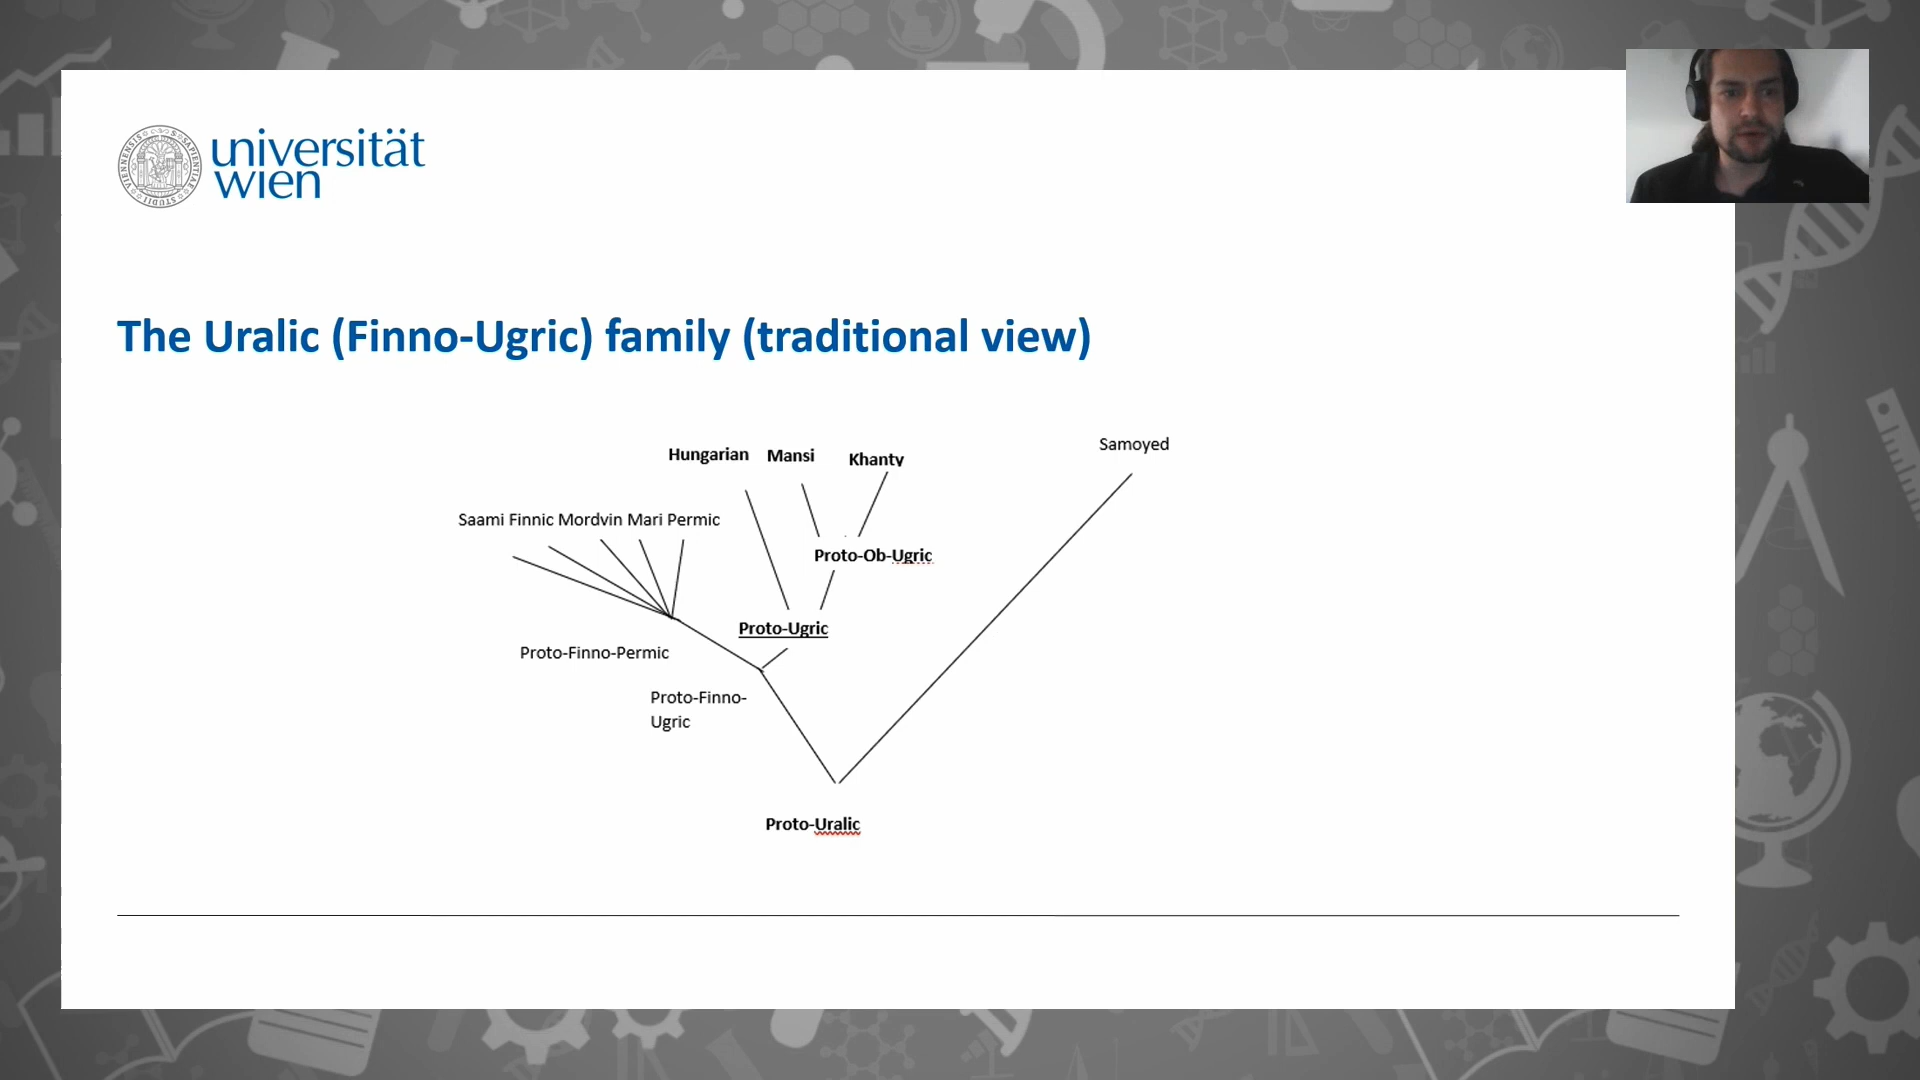 universität
wien
The Uralic (Finno-Ugric) family (traditional view)
Samoyed
Hungarian Mansi Khanty
Saami Finnic Mordvin Mari Permic
Proto-Ob-Ugric
Proto-Ugric
Proto-Finno-Permic
Proto-Finno-
Ugric
Proto-Uralic